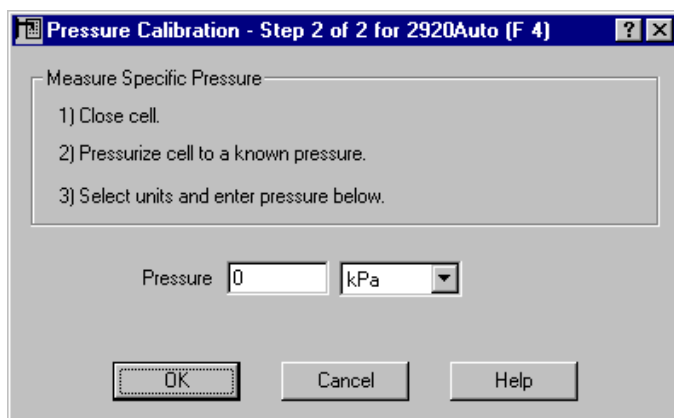 Pressure Calibration - Step 2 of 2 for 2920Auto (F 4)
Measure Specific Pressure
1) Close cell.
2) Pressurize cell to a known pressure.
3) Select units and enter pressure below.
Pressure 0 kPa
OK Cancel Help